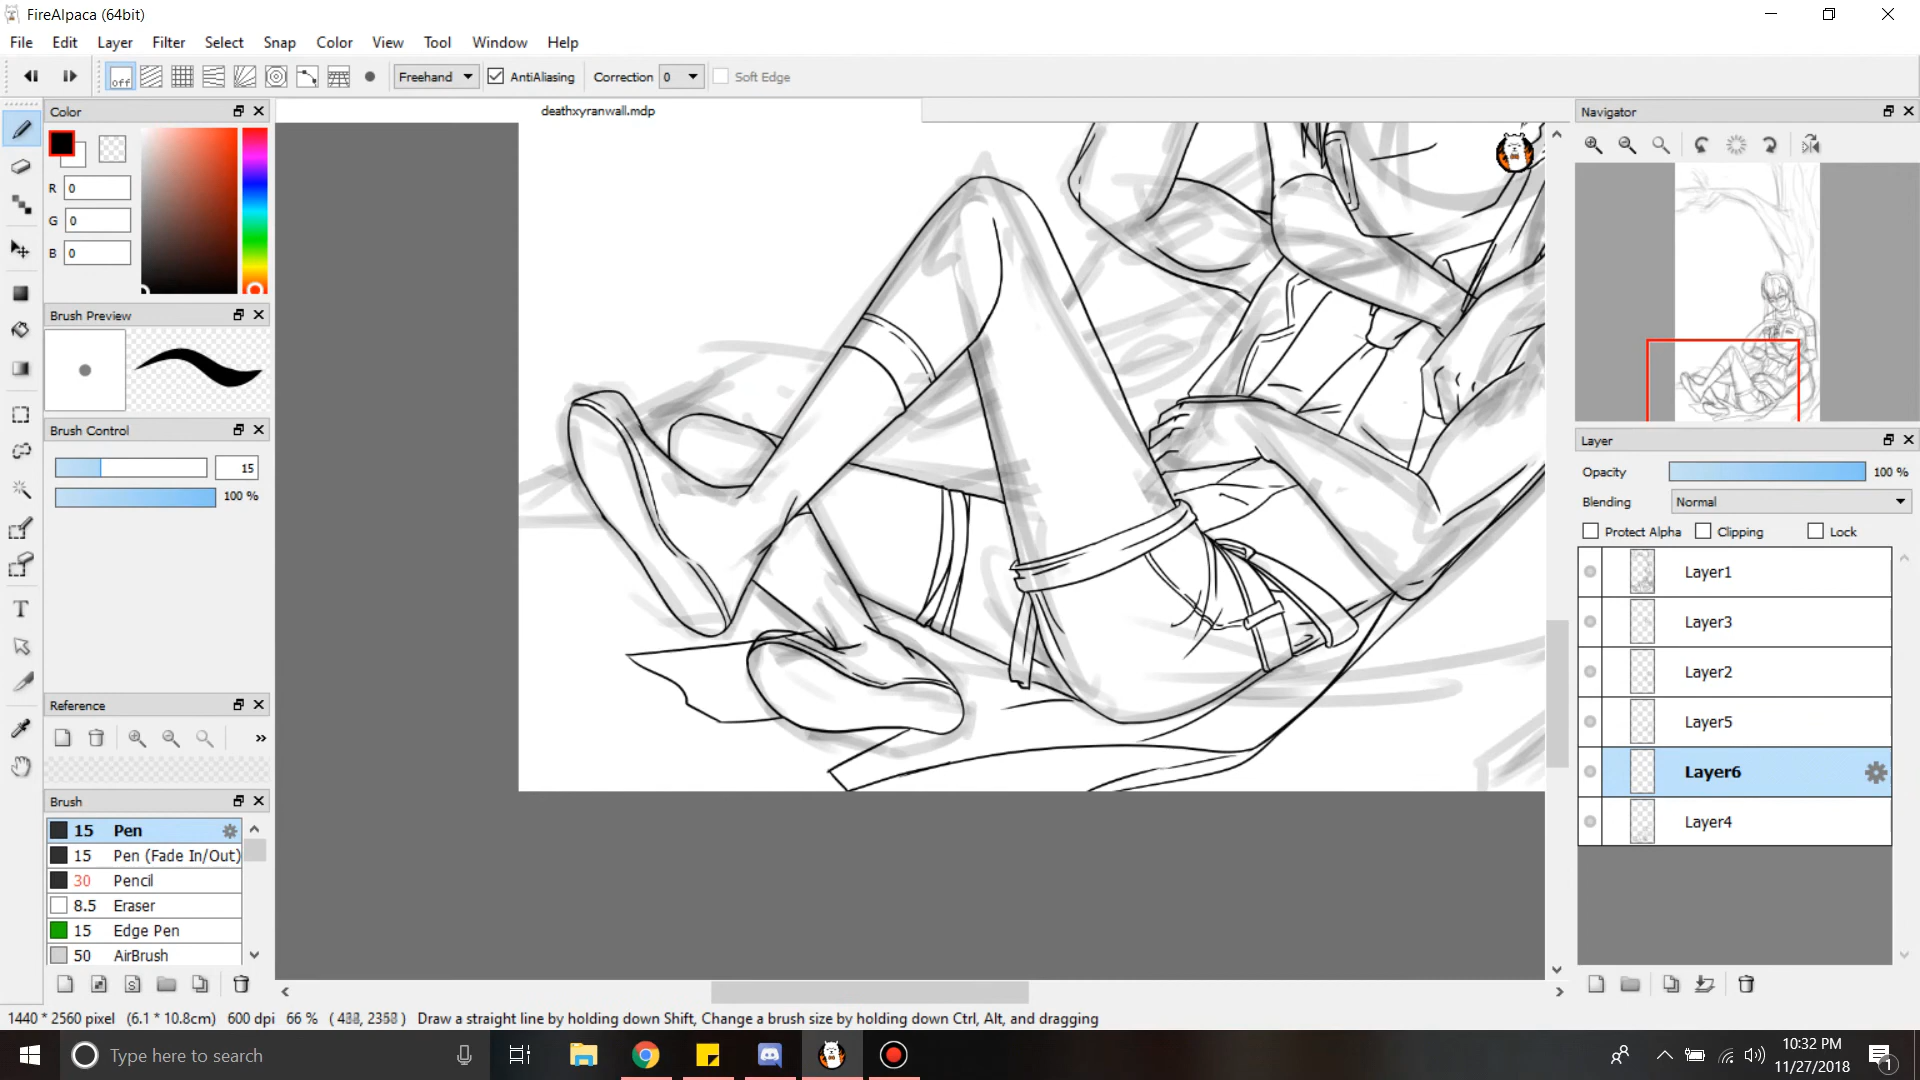 FireAlpaca (64bit)
File Edit Layer Filter Select Snap Color View Tool Window Help
off Freehand AntiAliasing Correction 0 Soft Edge
Color
R 0
G 0
B 0
Brush Preview
Brush Control
15
100 %
Reference
»
Brush
15 Pen
15 Pen (Fade In/Out)
30 Pencil
8.5 Eraser
15 Edge Pen
50 AirBrush
deathxyranwall.mdp
Navigator
Layer
Opacity 100 %
Blending Normal
Protect Alpha Clipping Lock
Layer1
Layer3
Layer2
Layer5
Layer6
Layer4
1440 * 2560 pixel (6.1 * 10.8cm) 600 dpi 66 % Draw a straight line by holding down Shift, Change a brush size by holding down Ctrl, Alt, and dragging
Type here to search
10:32 PM
11/27/2018
1